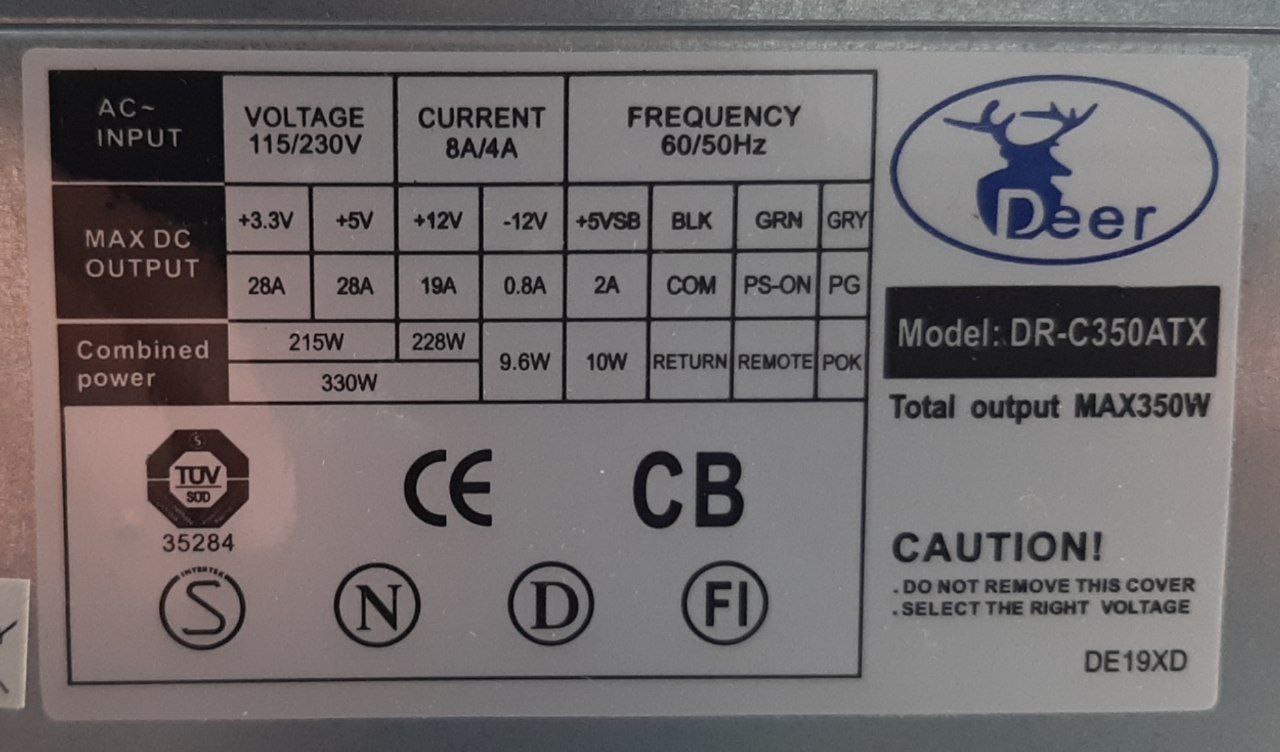 AC~ INPUT
VOLTAGE 115/230V
CURRENT 8A/4A
FREQUENCY 60/50Hz
MAX DC OUTPUT
+3.3V +5V +12V -12V +5VSB BLK GRN GRY
28A 28A 19A 0.8A 2A COM PS-ON PG
Combined power
215W 228W 9.6W 10W RETURN REMOTE POK
330W
TÜV
SÜD
35284
CE
CB
INTERTEK
S
N
D
FI
Deer
Model: DR-C350ATX
Total output MAX350W
CAUTION!
. DO NOT REMOVE THIS COVER
. SELECT THE RIGHT VOLTAGE
DE19XD